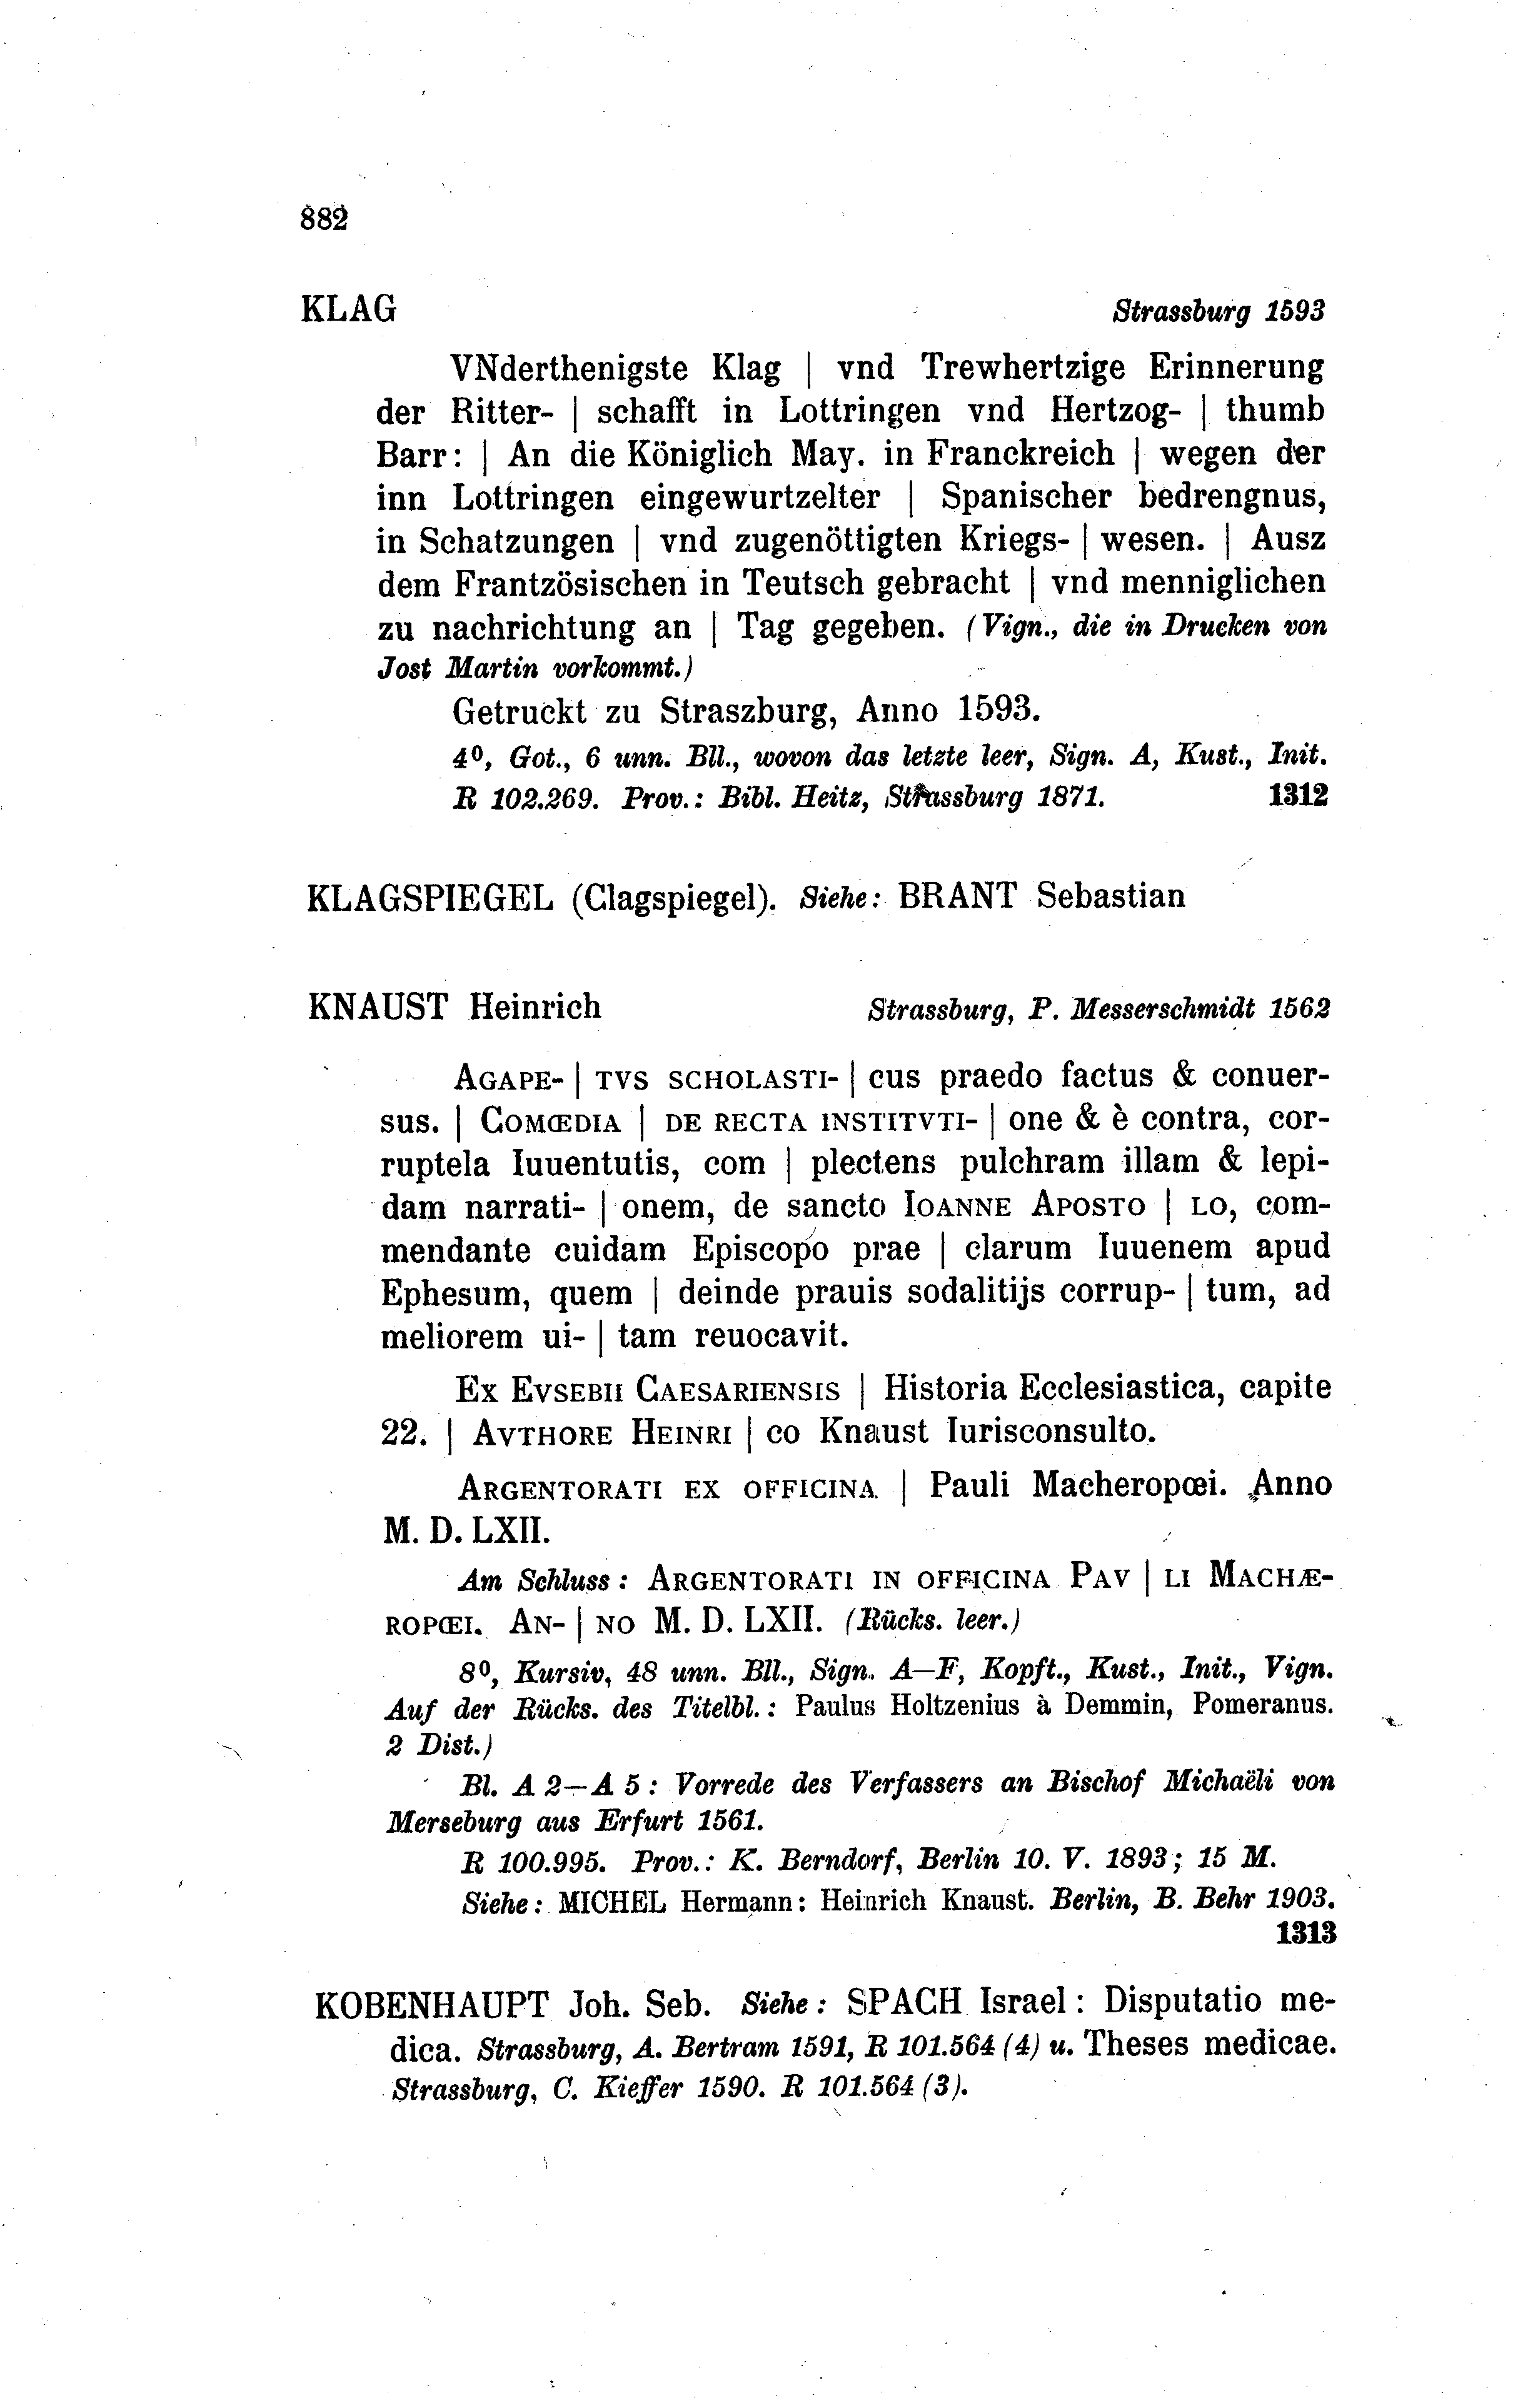 882
KLAG Strassburg 1593
VNderthenigste Klag | vnd Trewhertzige Erinnerung
der Ritter- | schafft in Lottringen vnd Hertzog- | thumb
Barr: | An die Königlich May. in Franckreich | wegen der
inn Lottringen eingewurtzelter | Spanischer bedrengnus,
in Schatzungen | vnd zugenöttigten Kriegs- | wesen. | Ausz
dem Frantzösischen in Teutsch gebracht | vnd menniglichen
zu nachrichtung an | Tag gegeben. (Vign., die in Drucken von
Jost Martin vorkommt.)
Getruckt zu Straszburg, Anno 1593.
4⁰, Got., 6 unn. Bll., wovon das letzte leer, Sign. A, Kust., Init.
R 102.269. Prov.: Bibl. Heitz, Strassburg 1871. 1312
KLAGSPIEGEL (Clagspiegel). Siehe: BRANT Sebastian
KNAUST Heinrich Strassburg, P. Messerschmidt 1562
AGAPE- | TVS SCHOLASTI- | cus praedo factus & conuer-
sus. | COMŒDIA | DE RECTA INSTITVTI- | one & è contra, cor-
ruptela Iuuentutis, com | plectens pulchram illam & lepi-
dam narrati- | onem, de sancto IOANNE APOSTO | LO, com-
mendante cuidam Episcopo prae | clarum Iuuenem apud
Ephesum, quem | deinde prauis sodalitijs corrup- | tum, ad
meliorem ui- | tam reuocavit.
EX EVSEBII CAESARIENSIS | Historia Ecclesiastica, capite
22. | AVTHORE HEINRI | CO Knaust Iurisconsulto.
ARGENTORATI EX OFFICINA | Pauli Macheropœi. Anno
M. D. LXII.
Am Schluss: ARGENTORATI IN OFFICINA PAV | LI MACHÆ-
ROPŒI. AN- | NO M. D. LXII. (Rücks. leer.)
8⁰, Kursiv, 48 unn. Bll., Sign. A—F, Kopft., Kust., Init., Vign.
Auf der Rücks. des Titelbl.: Paulus Holtzenius à Demmin, Pomeranus.
2 Dist.)
Bl. A 2—A 5: Vorrede des Verfassers an Bischof Michaëli von
Merseburg aus Erfurt 1561.
R 100.995. Prov.: K. Berndorf, Berlin 10. V. 1893; 15 M.
Siehe: MICHEL Hermann: Heinrich Knaust. Berlin, B. Behr 1903.
1313
KOBENHAUPT Joh. Seb. Siehe: SPACH Israel: Disputatio me-
dica. Strassburg, A. Bertram 1591, R 101.564 (4) u. Theses medicae.
Strassburg, C. Kieffer 1590. R 101.564 (3).